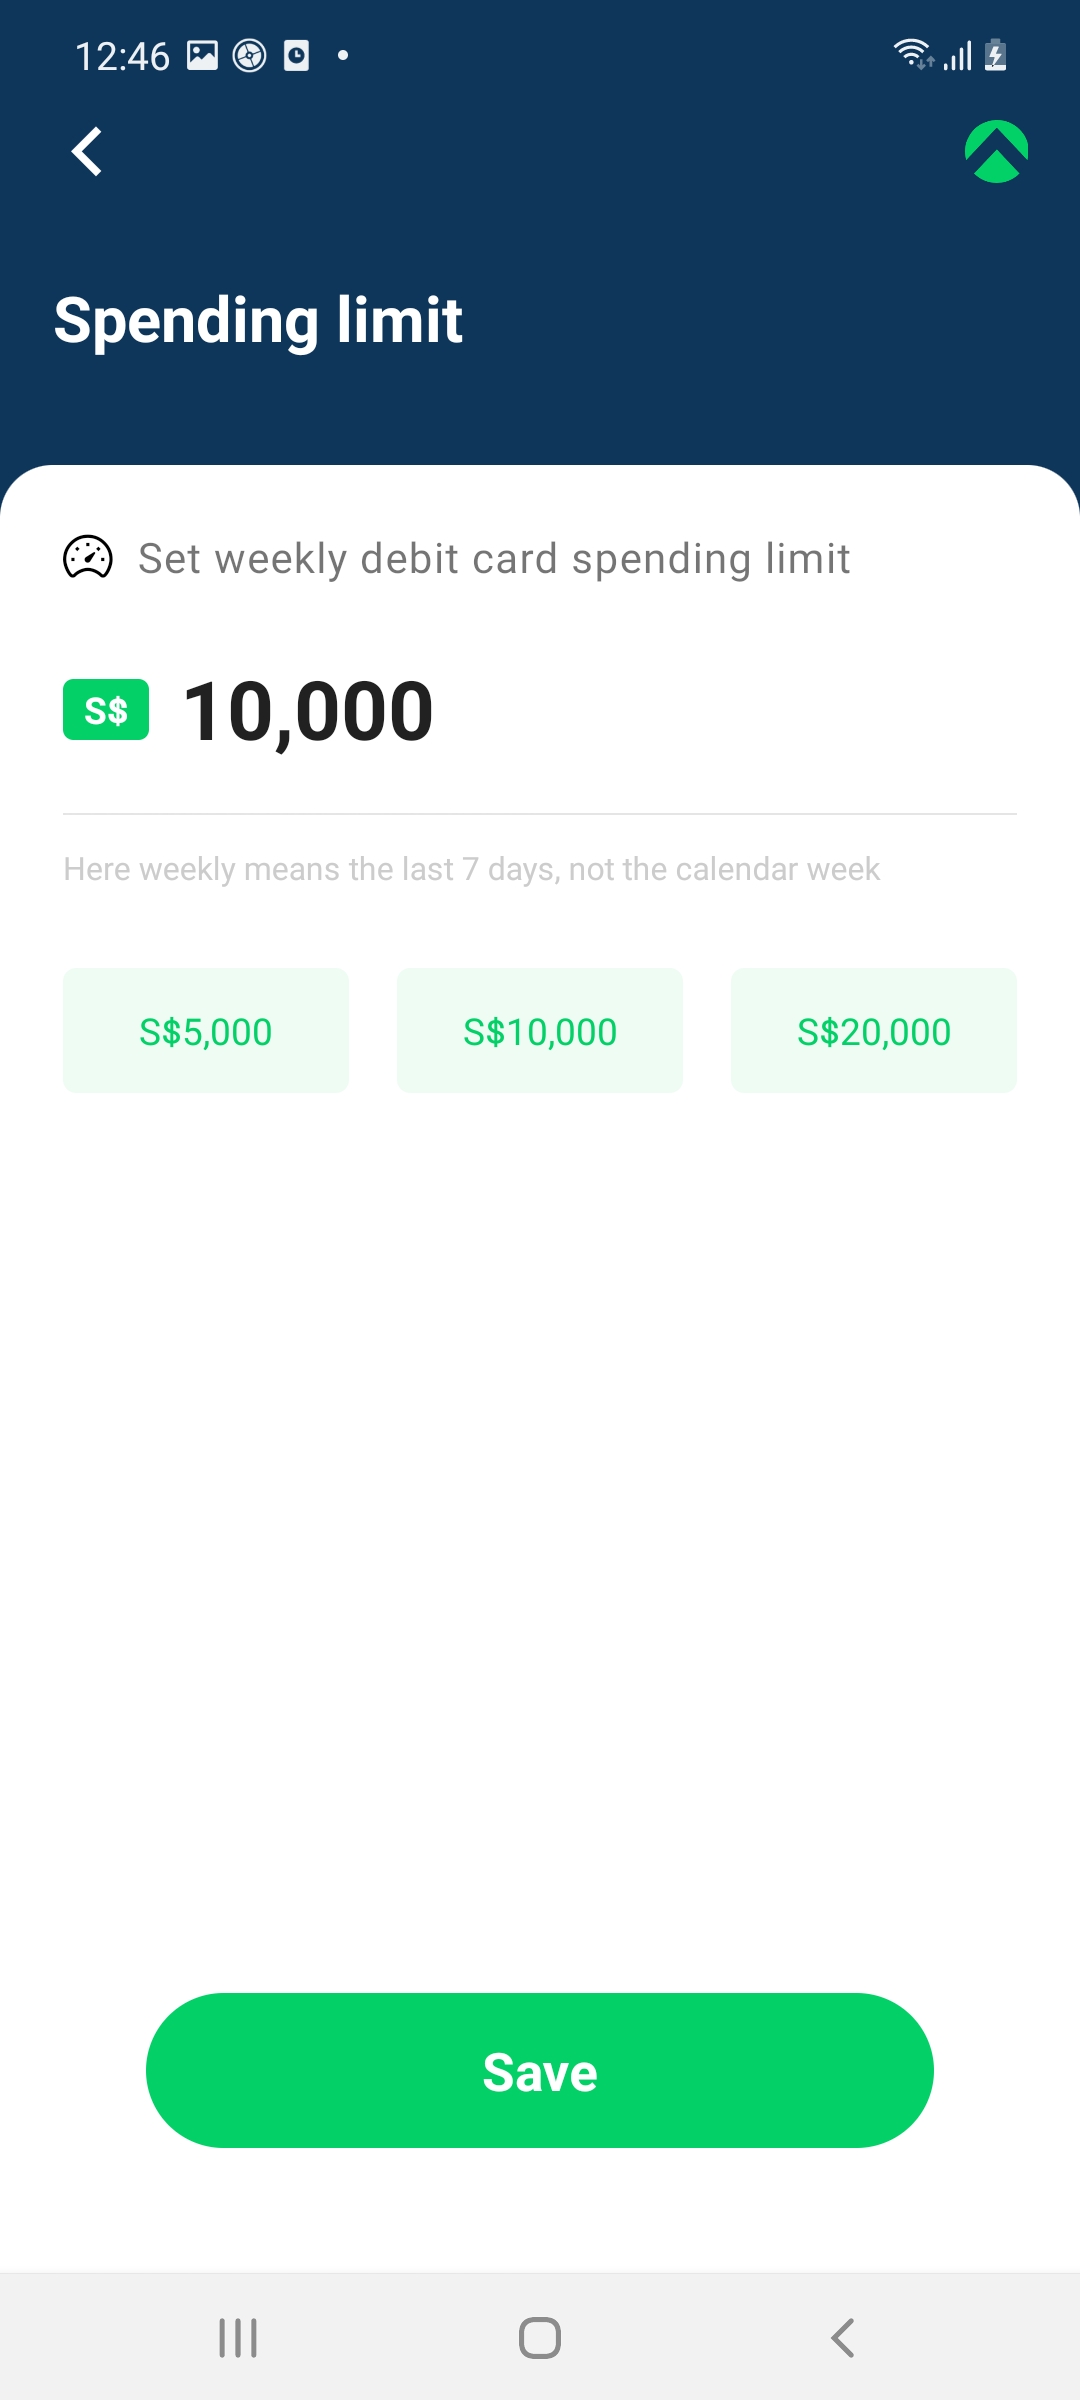 12:46
Spending limit
Set weekly debit card spending limit
S$ 10,000
Here weekly means the last 7 days, not the calendar week
S$5,000 S$10,000 S$20,000
Save